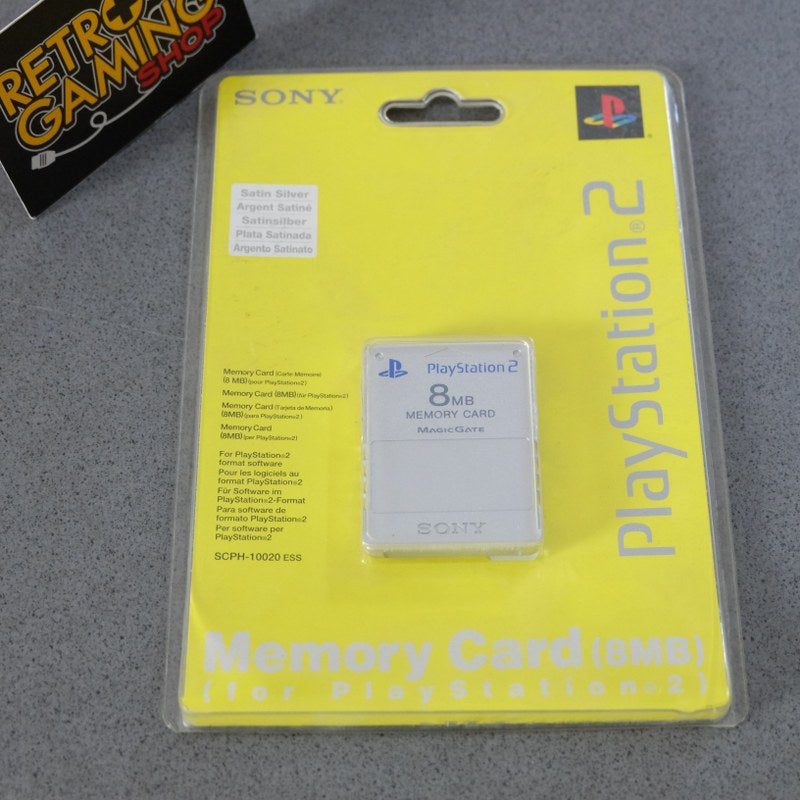 RETRO
GAMING
SHOP
SONY
PlayStation®2
Satin Silver
Argent Satiné
Satinsilber
Plata Satinada
Argento Satinato
PlayStation 2
8MB
MEMORY CARD
MAGICGATE
SONY
Memory Card (Carte Mémoire)
(8 MB) (pour PlayStation®2)
Memory Card (8MB) (für PlayStation®2)
Memory Card (Tarjeta de Memoria)
(8MB) (para PlayStation®2)
Memory Card
(8MB) (per PlayStation®2)
For PlayStation®2
format software
Pour les logiciels au
format PlayStation®2
Für Software im
PlayStation®2-Format
Para software de
formato PlayStation®2
Per software per
PlayStation®2
SCPH-10020 ESS
Memory Card (8MB)
(for PlayStation®2)